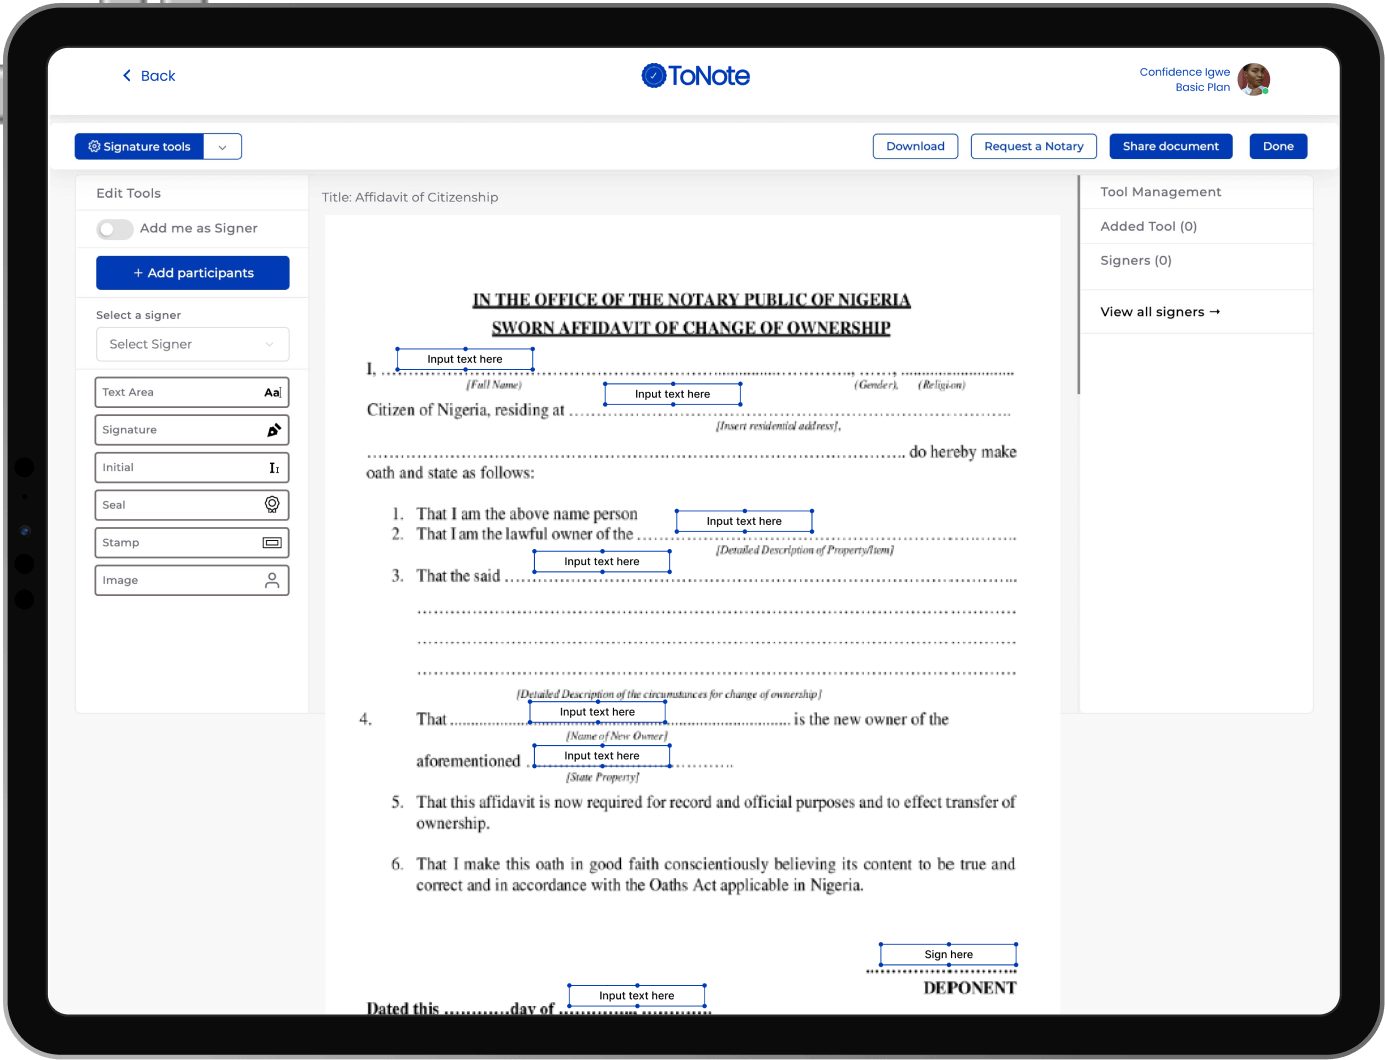 Back
ToNote
Confidence Igwe
Basic Plan
Signature tools
Download
Request a Notary
Share document
Done
Edit Tools
Add me as Signer
+ Add participants
Select a signer
Select Signer
Text Area
Aa
Signature
Initial
Seal
Stamp
Image
Title: Affidavit of Citizenship
IN THE OFFICE OF THE NOTARY PUBLIC OF NIGERIA
SWORN AFFIDAVIT OF CHANGE OF OWNERSHIP
Input text here
I, ........................................................................................, ......, ..........................
[Full Name] (Gender), (Religion)
Input text here
Citizen of Nigeria, residing at ..........................................................................
[Insert residential address],
............................................................................................ do hereby make
oath and state as follows:
1. That I am the above name person
Input text here
2. That I am the lawful owner of the ................................................................
[Detailed Description of Property/Item]
Input text here
3. That the said .......................................................................................
......................................................................................................
......................................................................................................
......................................................................................................
[Detailed Description of the circumstances for change of ownership]
Input text here
4. That .......................................................... is the new owner of the
[Name of New Owner]
Input text here
aforementioned ....................................
[State Property]
5. That this affidavit is now required for record and official purposes and to effect transfer of
ownership.
6. That I make this oath in good faith conscientiously believing its content to be true and
correct and in accordance with the Oaths Act applicable in Nigeria.
Sign here
DEPONENT
Input text here
Dated this ............day of ............... ..............
Tool Management
Added Tool (0)
Signers (0)
View all signers →